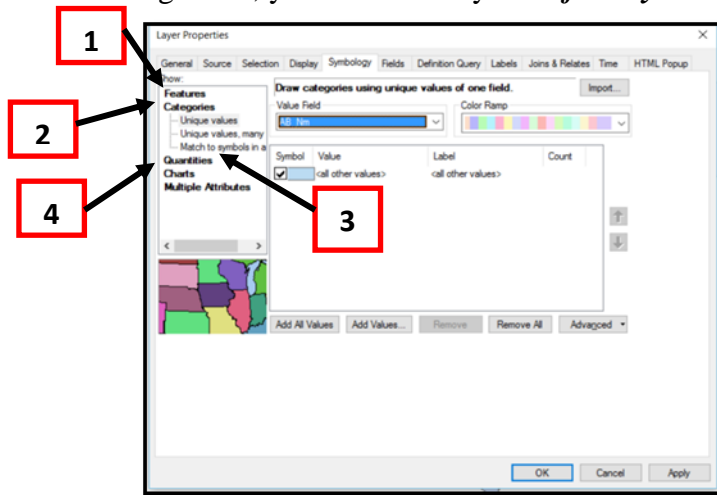 1
Layer Properties
General Source Selection Display Symbology Fields Definition Query Labels Joins & Relates Time HTML Popup
Show:
Features
Categories
Unique values
Unique values, many
Match to symbols in a
Quantities
Charts
Multiple Attributes
2
4
3
Draw categories using unique values of one field.
Import...
Value Field
AB_Nm
Color Ramp
Symbol Value Label Count
<all other values> <all other values>
Add All Values Add Values... Remove Remove All Advanced
OK Cancel Apply